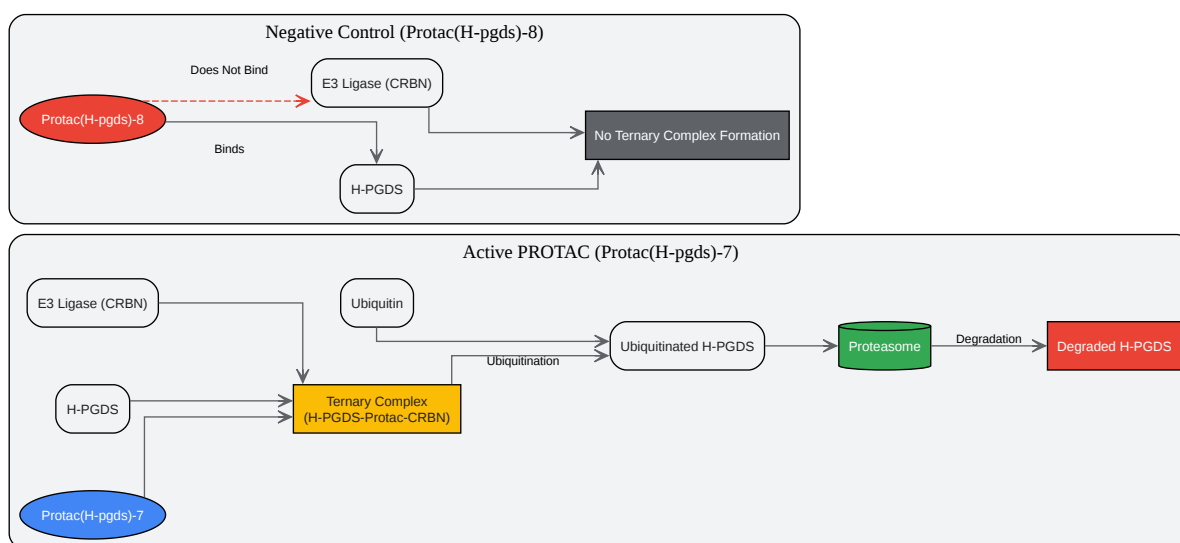 Negative Control (Protac(H-pgds)-8)
Does Not Bind
E3 Ligase (CRBN)
Protac(H-pgds)-8
No Ternary Complex Formation
Binds
H-PGDS
Active PROTAC (Protac(H-pgds)-7)
E3 Ligase (CRBN)
Ubiquitin
Ubiquitinated H-PGDS
Proteasome
Degradation
Degraded H-PGDS
Ubiquitination
H-PGDS
Ternary Complex
(H-PGDS-Protac-CRBN)
Protac(H-pgds)-7